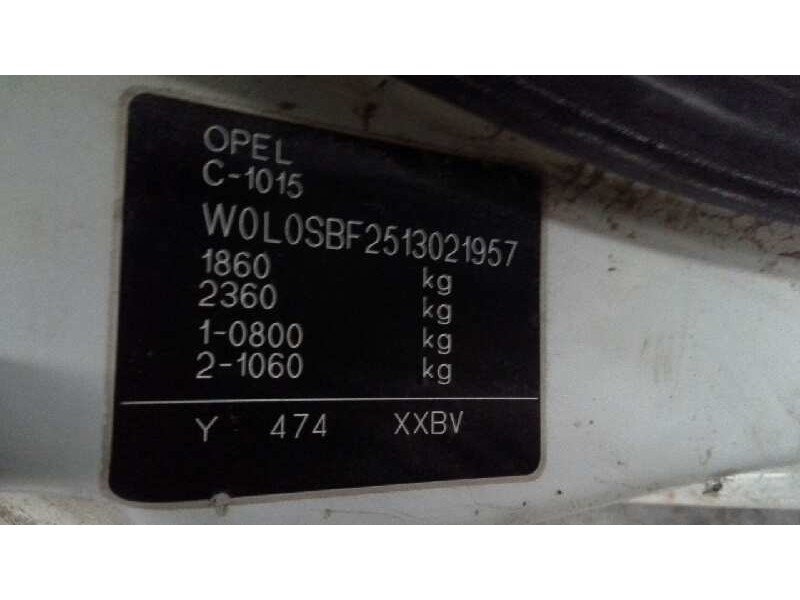 OPEL
C-1015
W0L0SBF2513021957
1860 kg
2360 kg
1-0800 kg
2-1060 kg
Y 474 XXBV